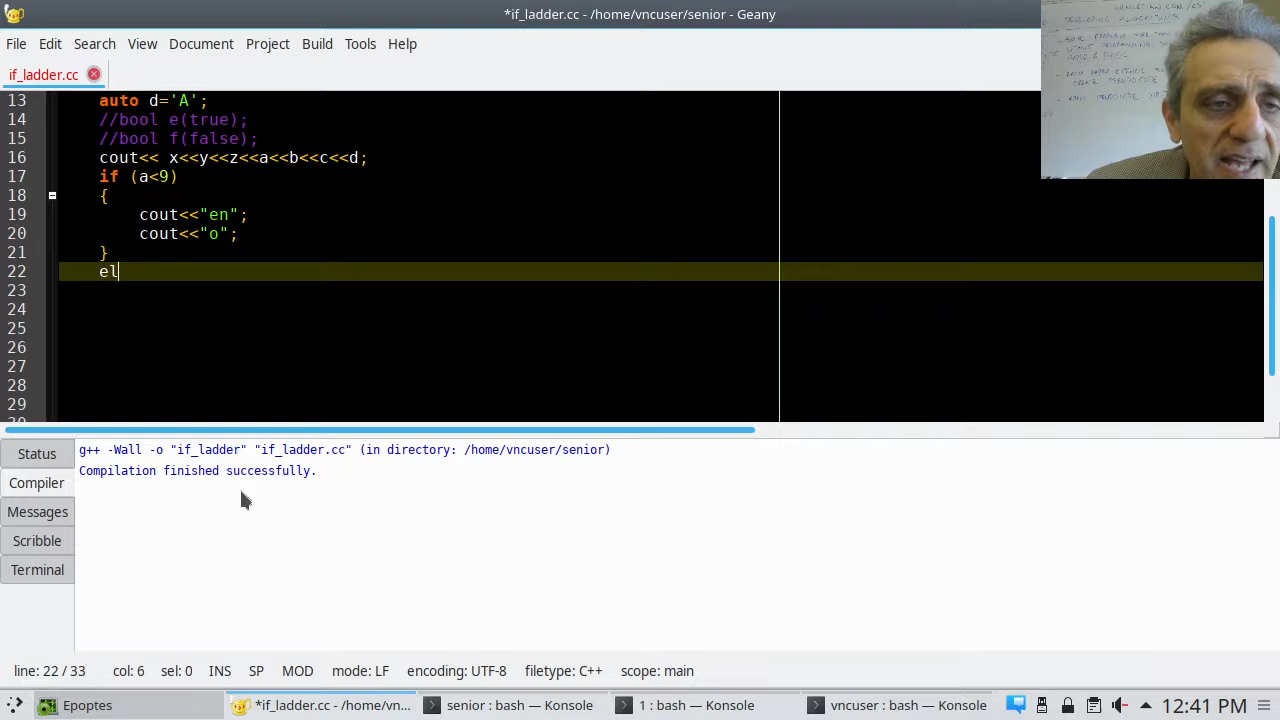 *if_ladder.cc - /home/vncuser/senior - Geany
File Edit Search View Document Project Build Tools Help
if_ladder.cc
13 auto d='A';
14 //bool e(true);
15 //bool f(false);
16 cout<< x<<y<<z<<a<<b<<c<<d;
17 if (a<9)
18 {
19 cout<<"en";
20 cout<<"o";
21 }
22 el
23
24
25
26
27
28
29
DEVELOPING ALGORITHMS
Status
Compiler
Messages
Scribble
Terminal
g++ -Wall -o "if_ladder" "if_ladder.cc" (in directory: /home/vncuser/senior)
Compilation finished successfully.
line: 22 / 33 col: 6 sel: 0 INS SP MOD mode: LF encoding: UTF-8 filetype: C++ scope: main
Epoptes *if_ladder.cc - /home/vn... senior : bash — Konsole 1 : bash — Konsole vncuser : bash — Konsole 12:41 PM